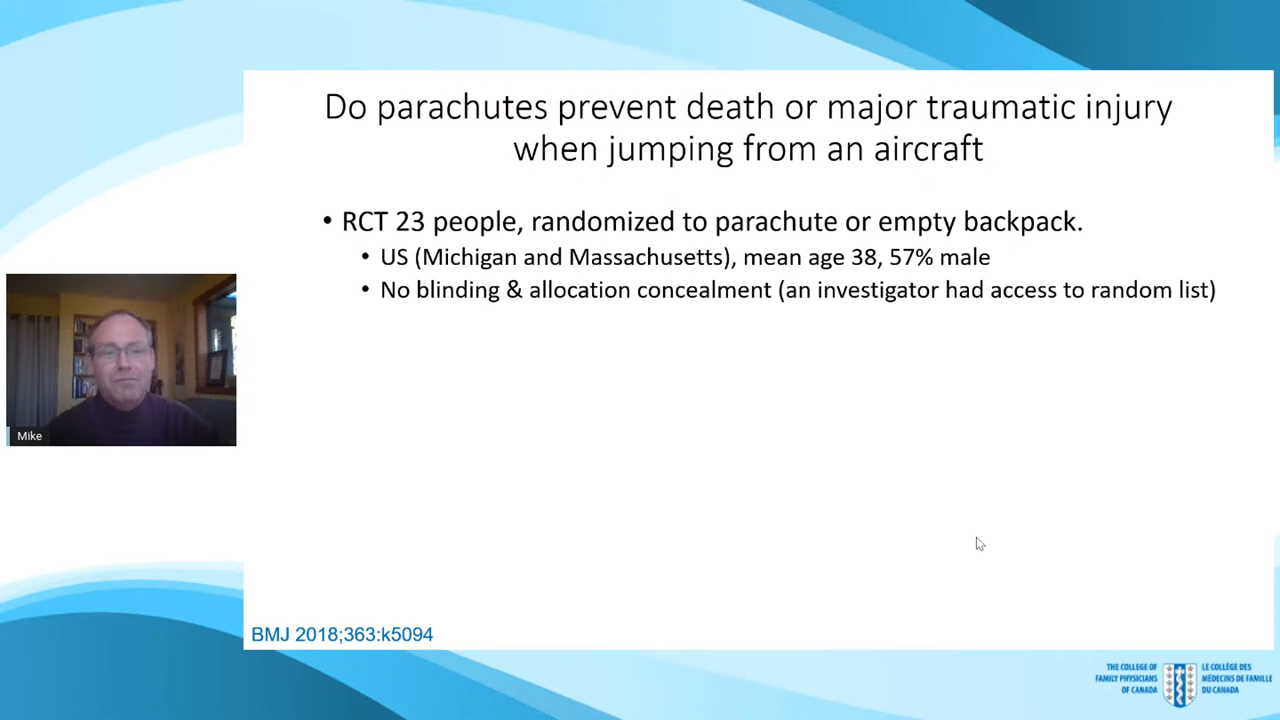 Do parachutes prevent death or major traumatic injury
when jumping from an aircraft
• RCT 23 people, randomized to parachute or empty backpack.
• US (Michigan and Massachusetts), mean age 38, 57% male
• No blinding & allocation concealment (an investigator had access to random list)
Mike
BMJ 2018;363:k5094
THE COLLEGE OF
FAMILY PHYSICIANS
OF CANADA
LE COLLÈGE DES
MÉDECINS DE FAMILLE
DU CANADA